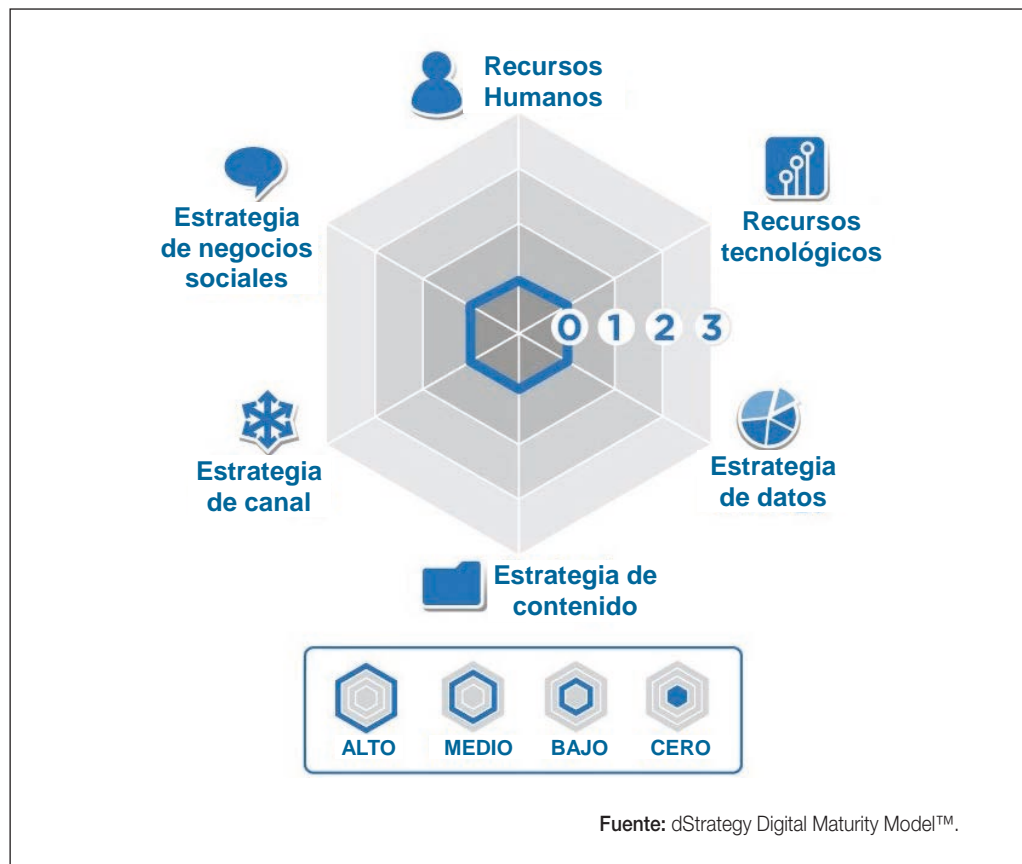 Recursos
Humanos
Estrategia
de negocios
sociales
Recursos
tecnológicos
0 1 2 3
Estrategia
de canal
Estrategia
de datos
Estrategia de
contenido
ALTO MEDIO BAJO CERO
Fuente: dStrategy Digital Maturity Model™.